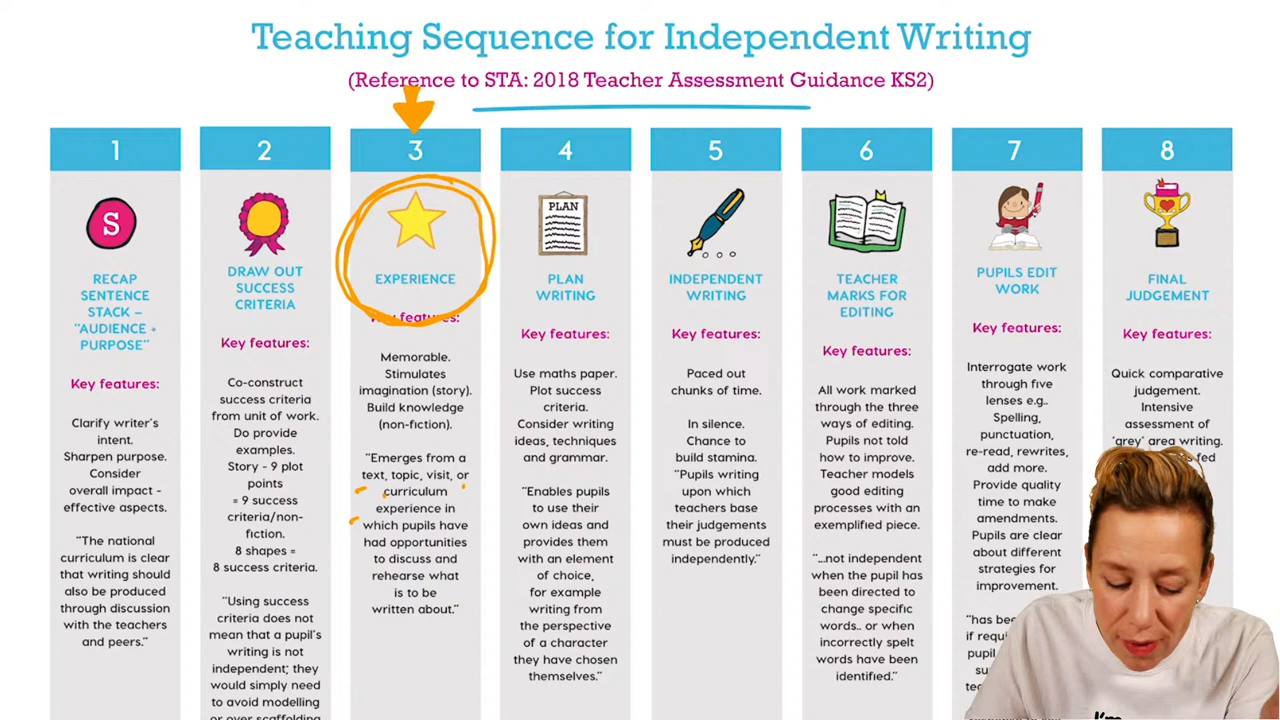 Teaching Sequence for Independent Writing
(Reference to STA: 2018 Teacher Assessment Guidance KS2)
1
S
RECAP
SENTENCE
STACK –
"AUDIENCE +
PURPOSE"
Key features:
Clarify writer's
intent.
Sharpen purpose.
Consider
overall impact -
effective aspects.
"The national
curriculum is clear
that writing should
also be produced
through discussion
with the teachers
and peers."
2
DRAW OUT
SUCCESS
CRITERIA
Key features:
Co-construct
success criteria
from unit of work.
Do provide
examples.
Story - 9 plot
points
= 9 success
criteria/non-
fiction.
8 shapes =
8 success criteria.
"Using success
criteria does not
mean that a pupil's
writing is not
independent; they
would simply need
to avoid modelling
or over scaffolding
3
EXPERIENCE
Key features:
Memorable.
Stimulates
imagination (story).
Build knowledge
(non-fiction).
"Emerges from a
text, topic, visit, or
curriculum
experience in
which pupils have
had opportunities
to discuss and
rehearse what
is to be
written about."
4
PLAN
PLAN
WRITING
Key features:
Use maths paper.
Plot success
criteria.
Consider writing
ideas, techniques
and grammar.
"Enables pupils
to use their
own ideas and
provides them
with an element
of choice,
for example
writing from
the perspective
of a character
they have chosen
themselves."
5
INDEPENDENT
WRITING
Key features:
Paced out
chunks of time.
In silence.
Chance to
build stamina.
"Pupils writing
upon which
teachers base
their judgements
must be produced
independently."
6
TEACHER
MARKS FOR
EDITING
Key features:
All work marked
through the three
ways of editing.
Pupils not told
how to improve.
Teacher models
good editing
processes with an
exemplified piece.
"...not independent
when the pupil has
been directed to
change specific
words.. or when
incorrectly spelt
words have been
identified."
7
PUPILS EDIT
WORK
Key features:
Interrogate work
through five
lenses e.g..
Spelling,
punctuation,
re-read, rewrites,
add more.
Provide quality
time to make
amendments.
Pupils are clear
about different
strategies for
improvement.
if
8
FINAL
JUDGEMENT
Key features:
Quick comparative
judgement.
Intensive
assessment of
'grey' area writing.
fed
I'm